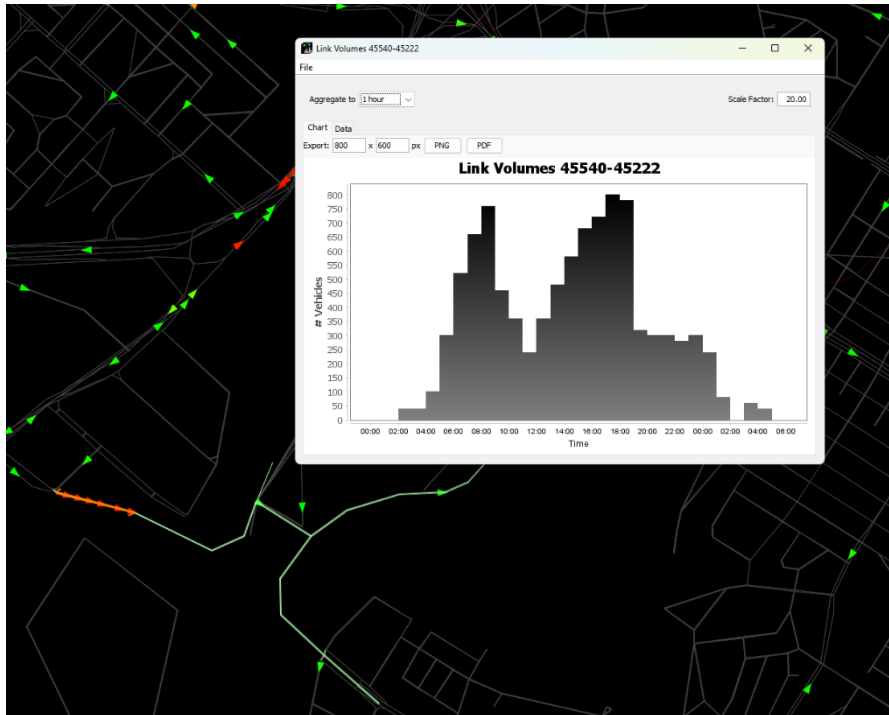 Link Volumes 45540-45222
File
Aggregate to 1 hour Scale Factor: 20.00
Chart Data
Export: 800 x 600 px PNG PDF
Link Volumes 45540-45222
800
750
700
650
600
550
500
450
400
350
300
250
200
150
100
50
0
# Vehicles
00:00 02:00 04:00 06:00 08:00 10:00 12:00 14:00 16:00 18:00 20:00 22:00 00:00 02:00 04:00 06:00
Time